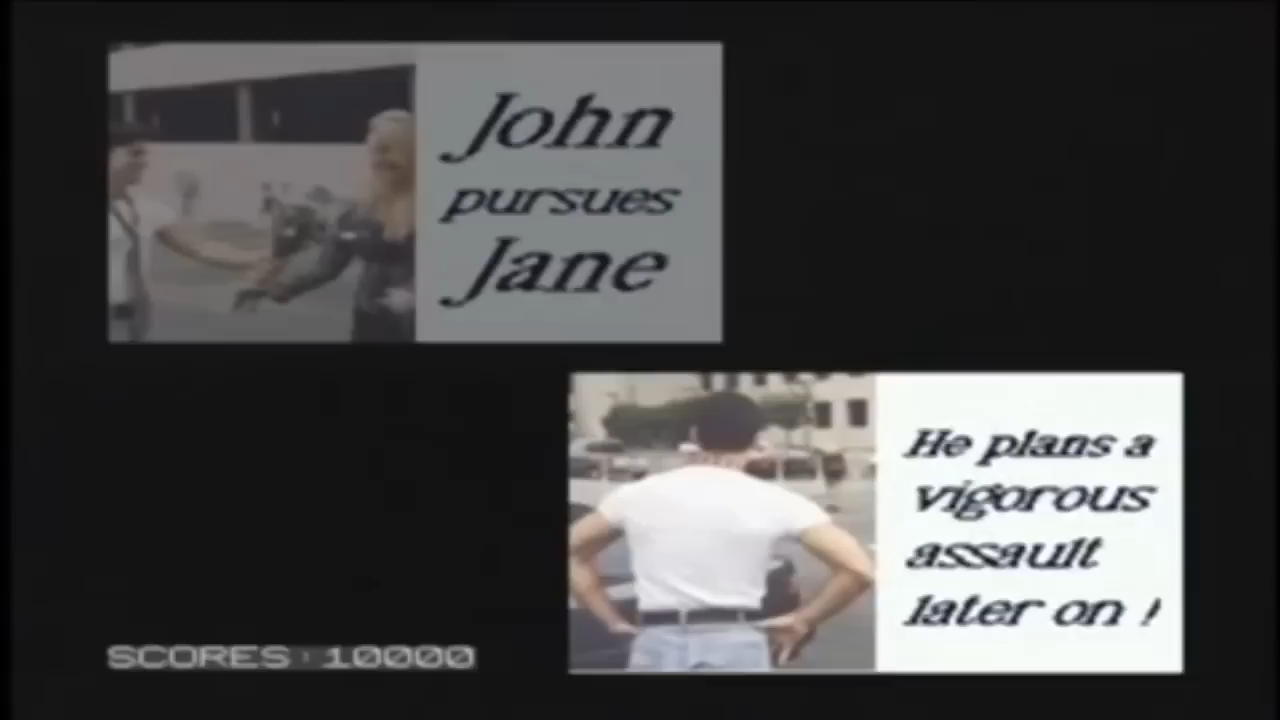 John
pursues
Jane
He plans a
vigorous
assault
later on !
SCORES : 10000